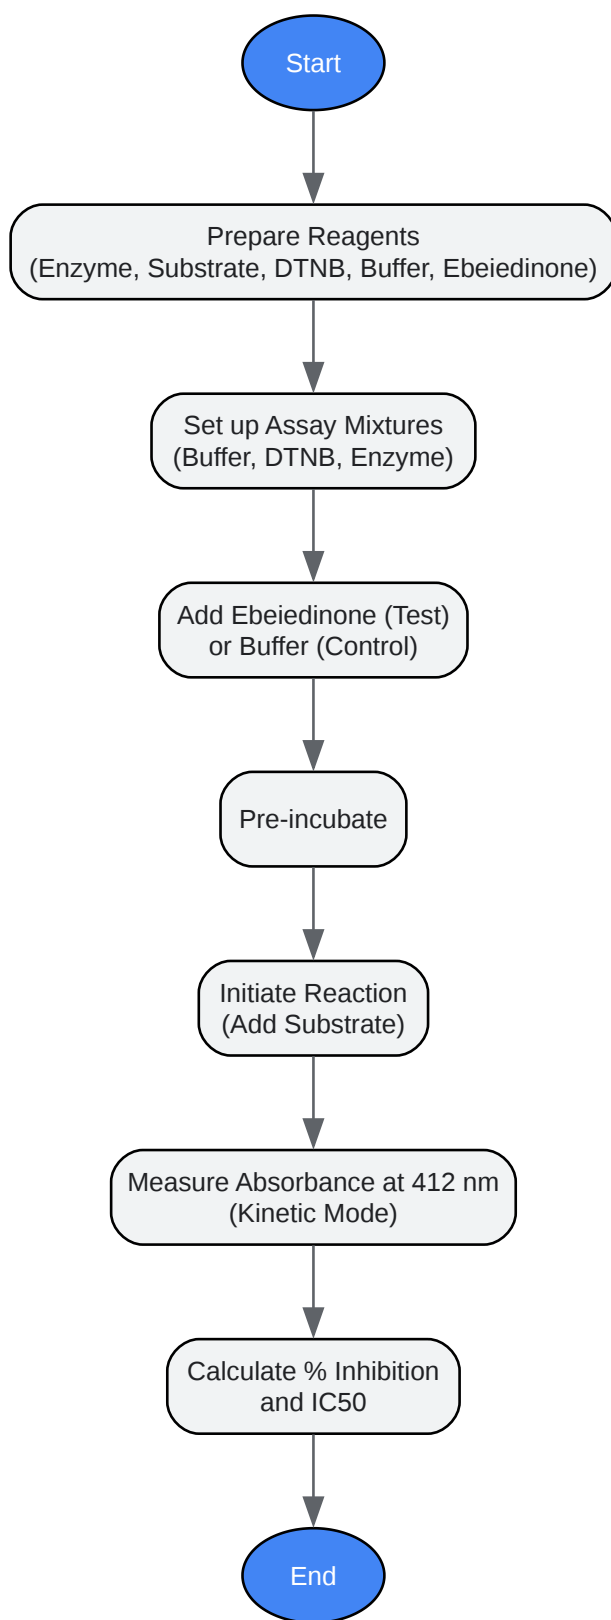 Start
Prepare Reagents
(Enzyme, Substrate, DTNB, Buffer, Ebeiedinone)
Set up Assay Mixtures
(Buffer, DTNB, Enzyme)
Add Ebeiedinone (Test)
or Buffer (Control)
Pre-incubate
Initiate Reaction
(Add Substrate)
Measure Absorbance at 412 nm
(Kinetic Mode)
Calculate % Inhibition
and IC50
End